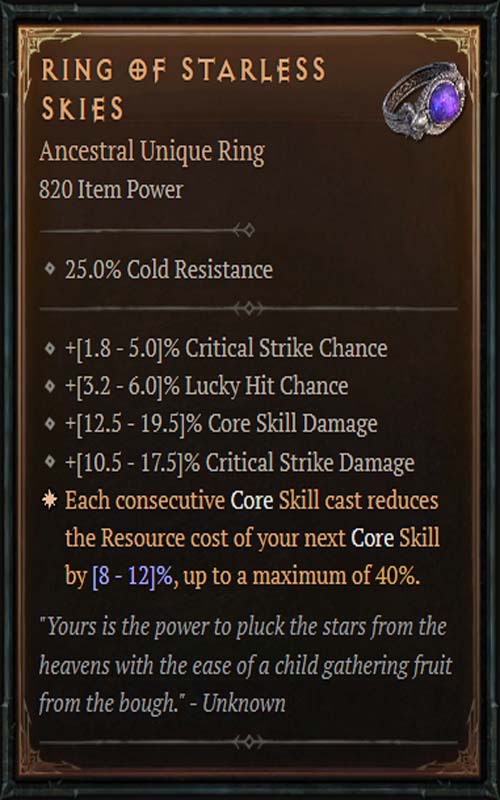 RING OF STARLESS
SKIES
Ancestral Unique Ring
820 Item Power
25.0% Cold Resistance
+[1.8 - 5.0]% Critical Strike Chance
+[3.2 - 6.0]% Lucky Hit Chance
+[12.5 - 19.5]% Core Skill Damage
+[10.5 - 17.5]% Critical Strike Damage
Each consecutive Core Skill cast reduces
the Resource cost of your next Core Skill
by [8 - 12]%, up to a maximum of 40%.
"Yours is the power to pluck the stars from the
heavens with the ease of a child gathering fruit
from the bough." - Unknown